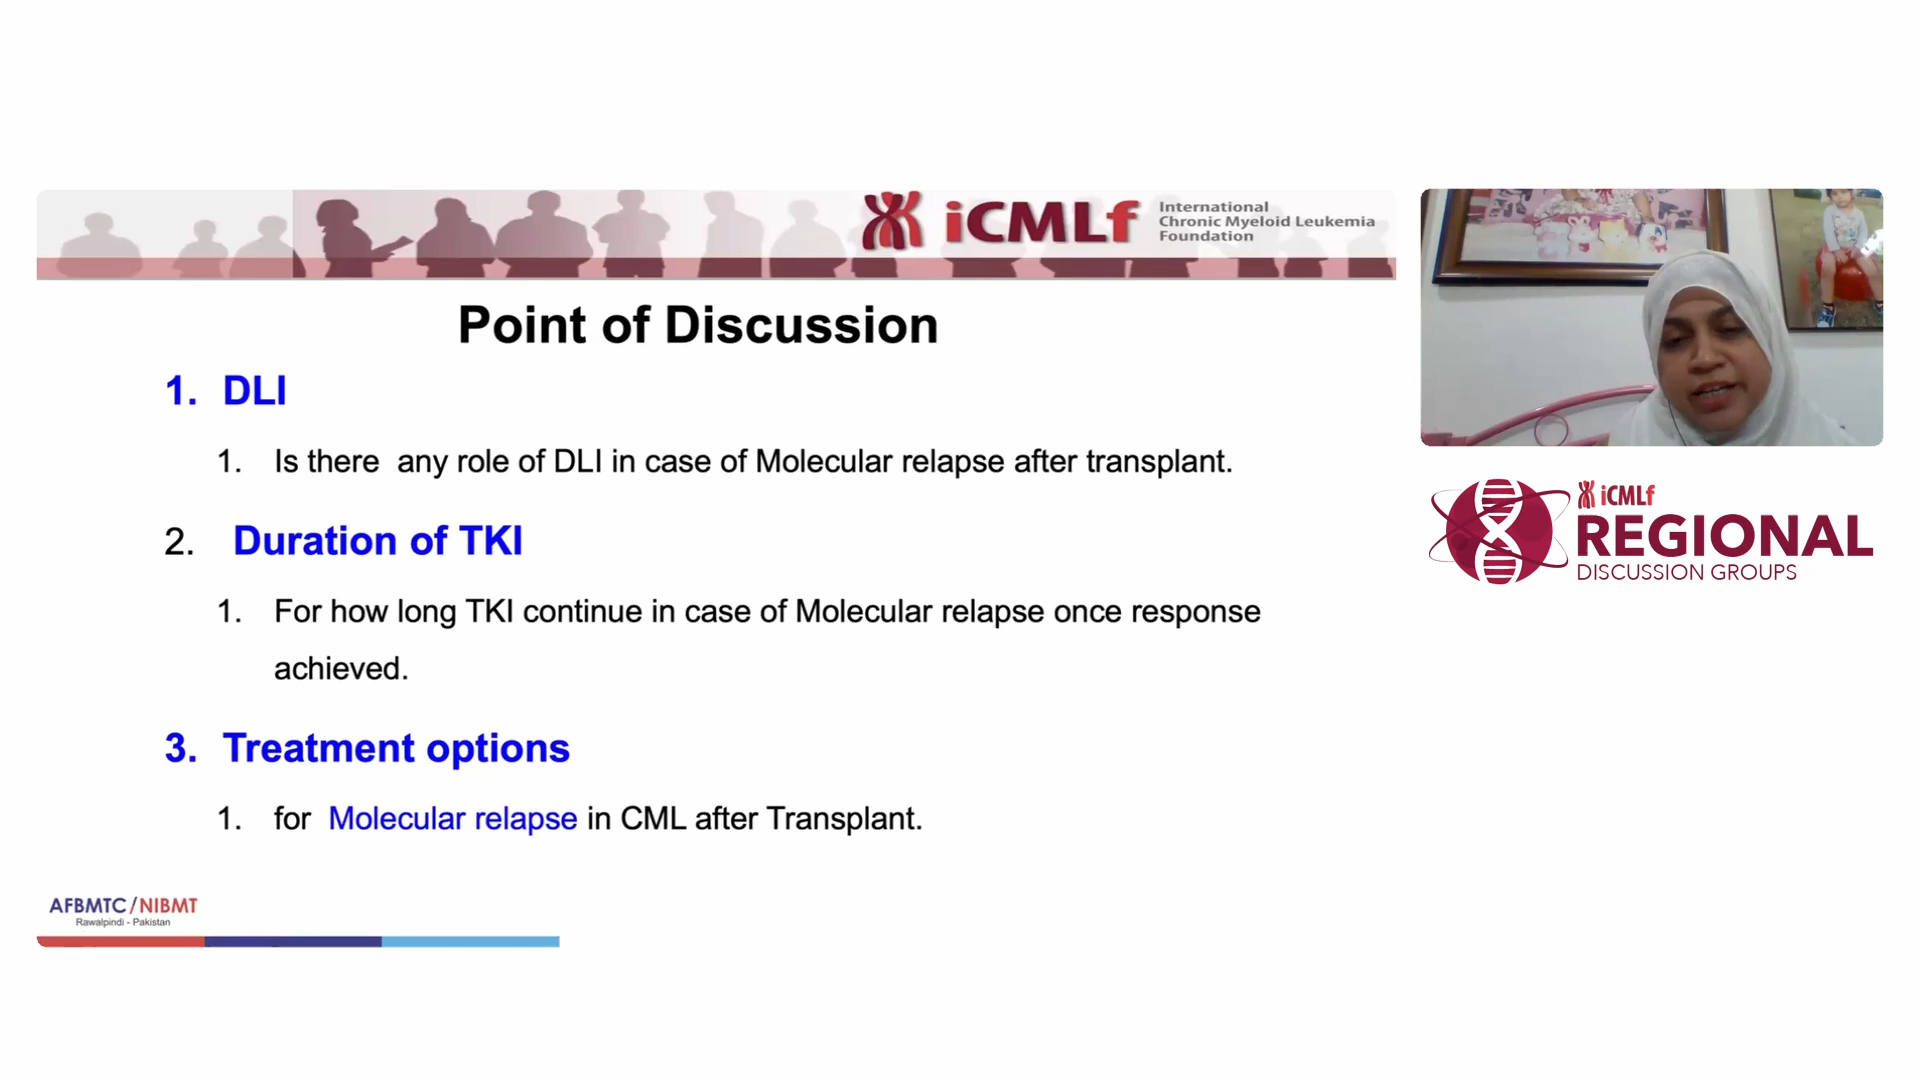 iCMLf
International
Chronic Myeloid Leukemia
Foundation
Point of Discussion
1. DLI
1. Is there any role of DLI in case of Molecular relapse after transplant.
2. Duration of TKI
1. For how long TKI continue in case of Molecular relapse once response
achieved.
3. Treatment options
1. for Molecular relapse in CML after Transplant.
AFBMTC/NIBMT
Rawalpindi - Pakistan
iCMLf
REGIONAL
DISCUSSION GROUPS